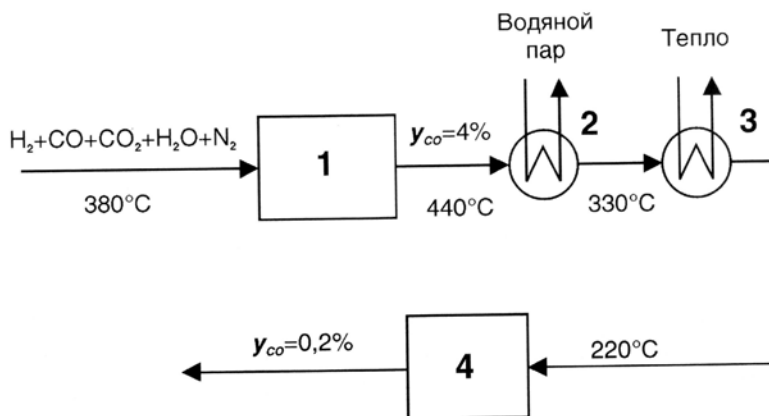 Водяной
пар
Тепло
H₂+CO+CO₂+H₂O+N₂
y_co=4%
2
3
1
380°C
440°C
330°C
y_co=0,2%
4
220°C